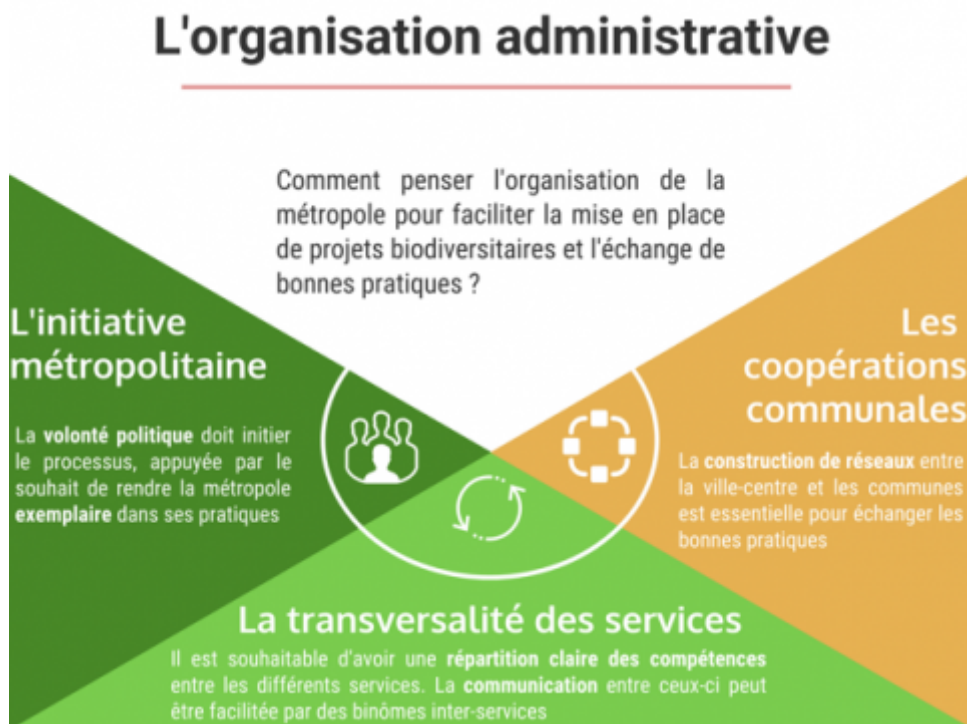 L'organisation administrative
Comment penser l'organisation de la
métropole pour faciliter la mise en place
de projets biodiversitaires et l'échange de
bonnes pratiques ?
L'initiative
métropolitaine
La volonté politique doit initier
le processus, appuyée par le
souhait de rendre la métropole
exemplaire dans ses pratiques
Les
coopérations
communales
La construction de réseaux entre
la ville-centre et les communes
est essentielle pour échanger les
bonnes pratiques
La transversalité des services
Il est souhaitable d'avoir une répartition claire des compétences
entre les différents services. La communication entre ceux-ci peut
être facilitée par des binômes inter-services